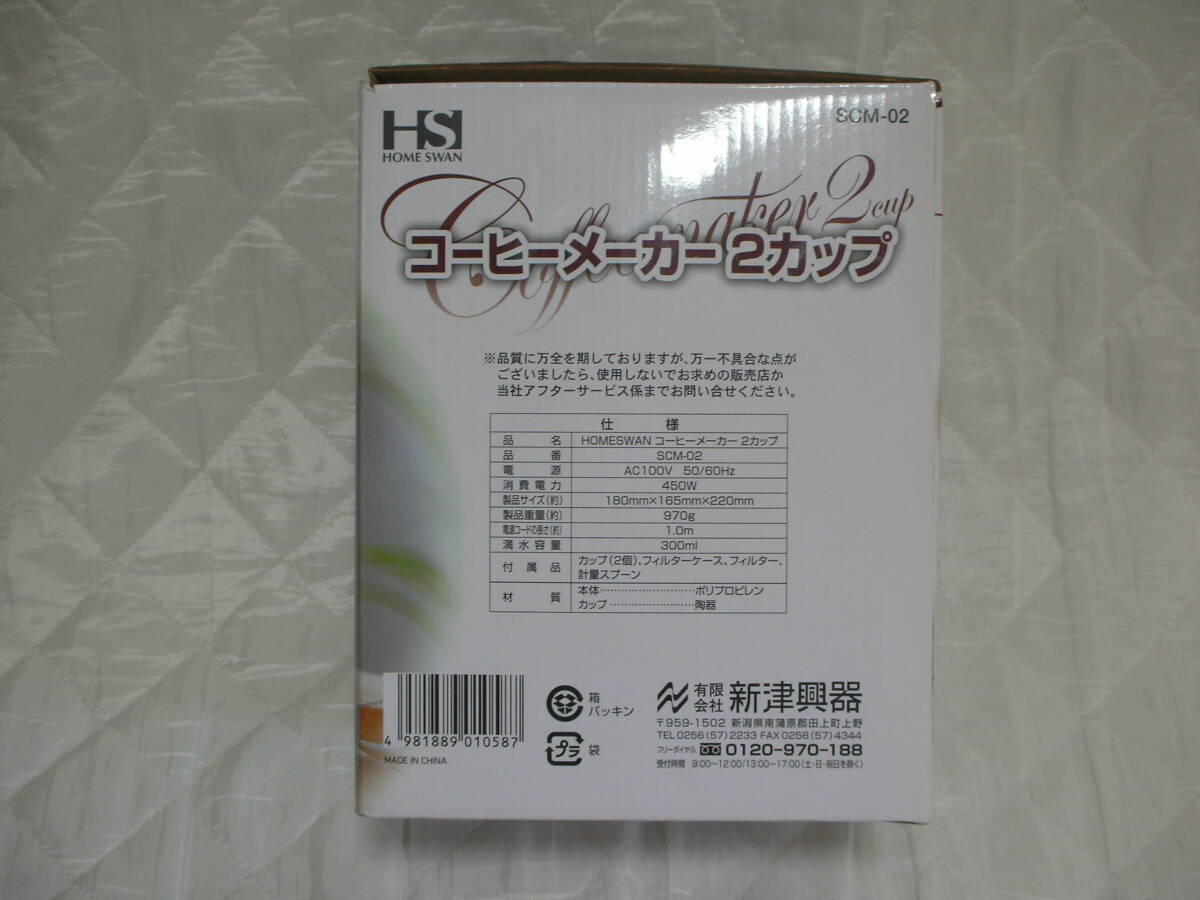 HS
HOME SWAN
SCM-02
Coffee maker 2 cup
コーヒーメーカー 2カップ
※品質に万全を期しておりますが、万一不具合な点が
ございましたら、使用しないでお求めの販売店か
当社アフターサービス係までお問い合せください。
仕 様
品 名 HOMESWAN コーヒーメーカー 2カップ
品 番 SCM-02
電 源 AC100V 50/60Hz
消費電力 450W
製品サイズ(約) 180mm×165mm×220mm
製品重量(約) 970g
電源コードの長さ(約) 1.0m
満水容量 300ml
付属品 カップ(2個)、フィルターケース、フィルター、
計量スプーン
材 質 本体………………………ポリプロピレン
カップ……………………陶器
4 981889 010587
MADE IN CHINA
箱
パッキン
プラ 袋
有限会社 新津興器
〒959-1502 新潟県南蒲原郡田上町上野
TEL 0256(57)2233 FAX 0256(57)4344
フリーダイヤル 0120-970-188
受付時間 9:00~12:00/13:00~17:00(土・日・祝日を除く)